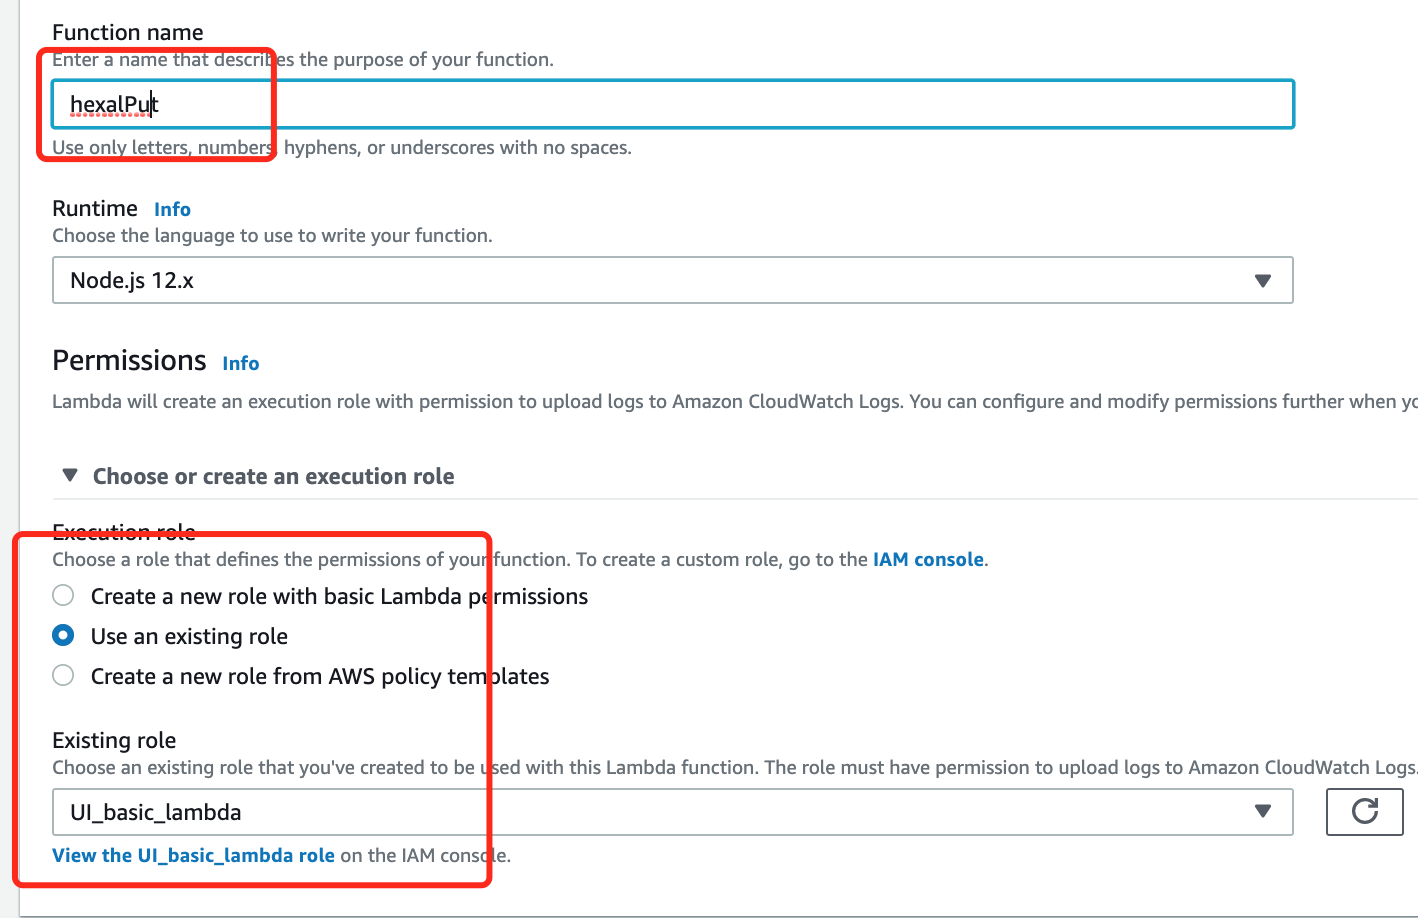 Function name
Enter a name that describes the purpose of your function.
hexalPut
Use only letters, numbers, hyphens, or underscores with no spaces.
Runtime Info
Choose the language to use to write your function.
Node.js 12.x
Permissions Info
Lambda will create an execution role with permission to upload logs to Amazon CloudWatch Logs. You can configure and modify permissions further when
Choose or create an execution role
Execution role
Choose a role that defines the permissions of your function. To create a custom role, go to the IAM console.
Create a new role with basic Lambda permissions
Use an existing role
Create a new role from AWS policy templates
Existing role
Choose an existing role that you've created to be used with this Lambda function. The role must have permission to upload logs to Amazon CloudWatch Logs.
UI_basic_lambda
View the UI_basic_lambda role on the IAM console.